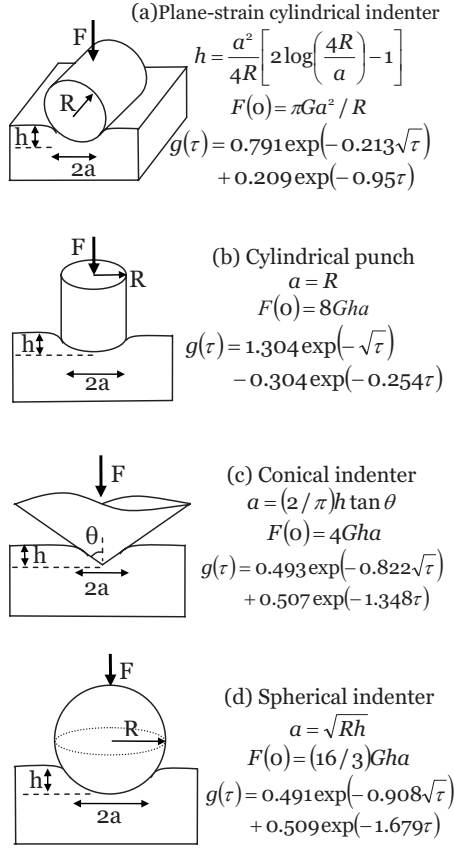 (a)Plane-strain cylindrical indenter
F
h = a²/4R [2log(4R/a) − 1]
R
F(0) = πGa² / R
h
g(τ) = 0.791exp(−0.213√τ)
2a
+ 0.209exp(−0.95τ)
F
(b) Cylindrical punch
R
a = R
F(0) = 8Gha
h
g(τ) = 1.304exp(−√τ)
2a
− 0.304exp(−0.254τ)
F
(c) Conical indenter
a = (2/π)h tanθ
θ
F(0) = 4Gha
h
g(τ) = 0.493exp(−0.822√τ)
2a
+ 0.507exp(−1.348τ)
F
(d) Spherical indenter
R
a = √Rh
F(0) = (16/3)Gha
h
g(τ) = 0.491exp(−0.908√τ)
2a
+ 0.509exp(−1.679τ)